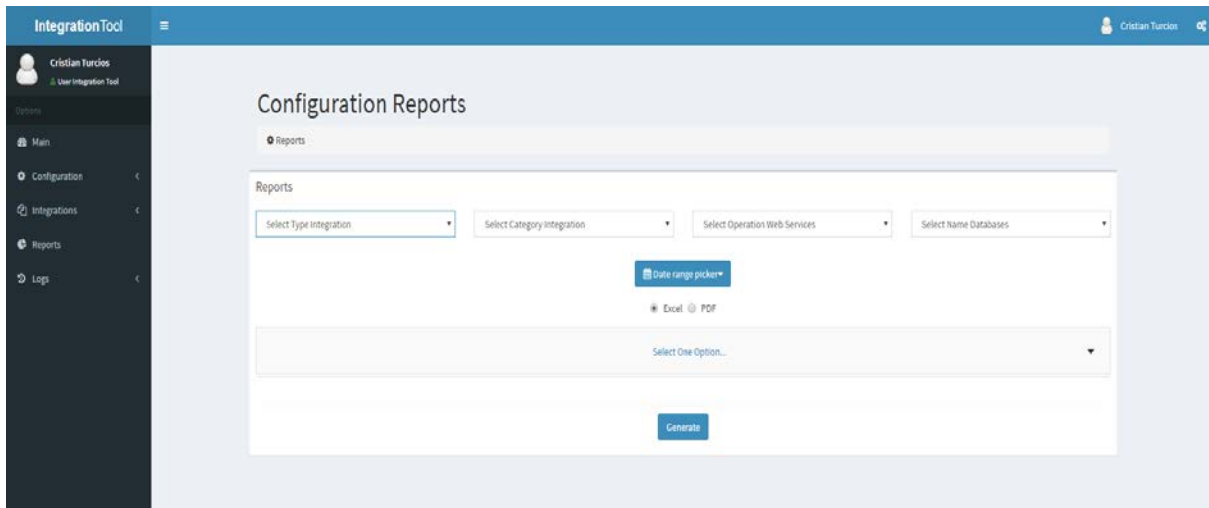 IntegrationTool
Cristian Turcios
Cristian Turcios
User Integration Tool
Options
Main
Configuration
Integrations
Reports
Logs
Configuration Reports
Reports
Reports
Select Type Integration
Select Category Integration
Select Operation Web Services
Select Name Databases
Date range picker
Excel PDF
Select One Option...
Generate